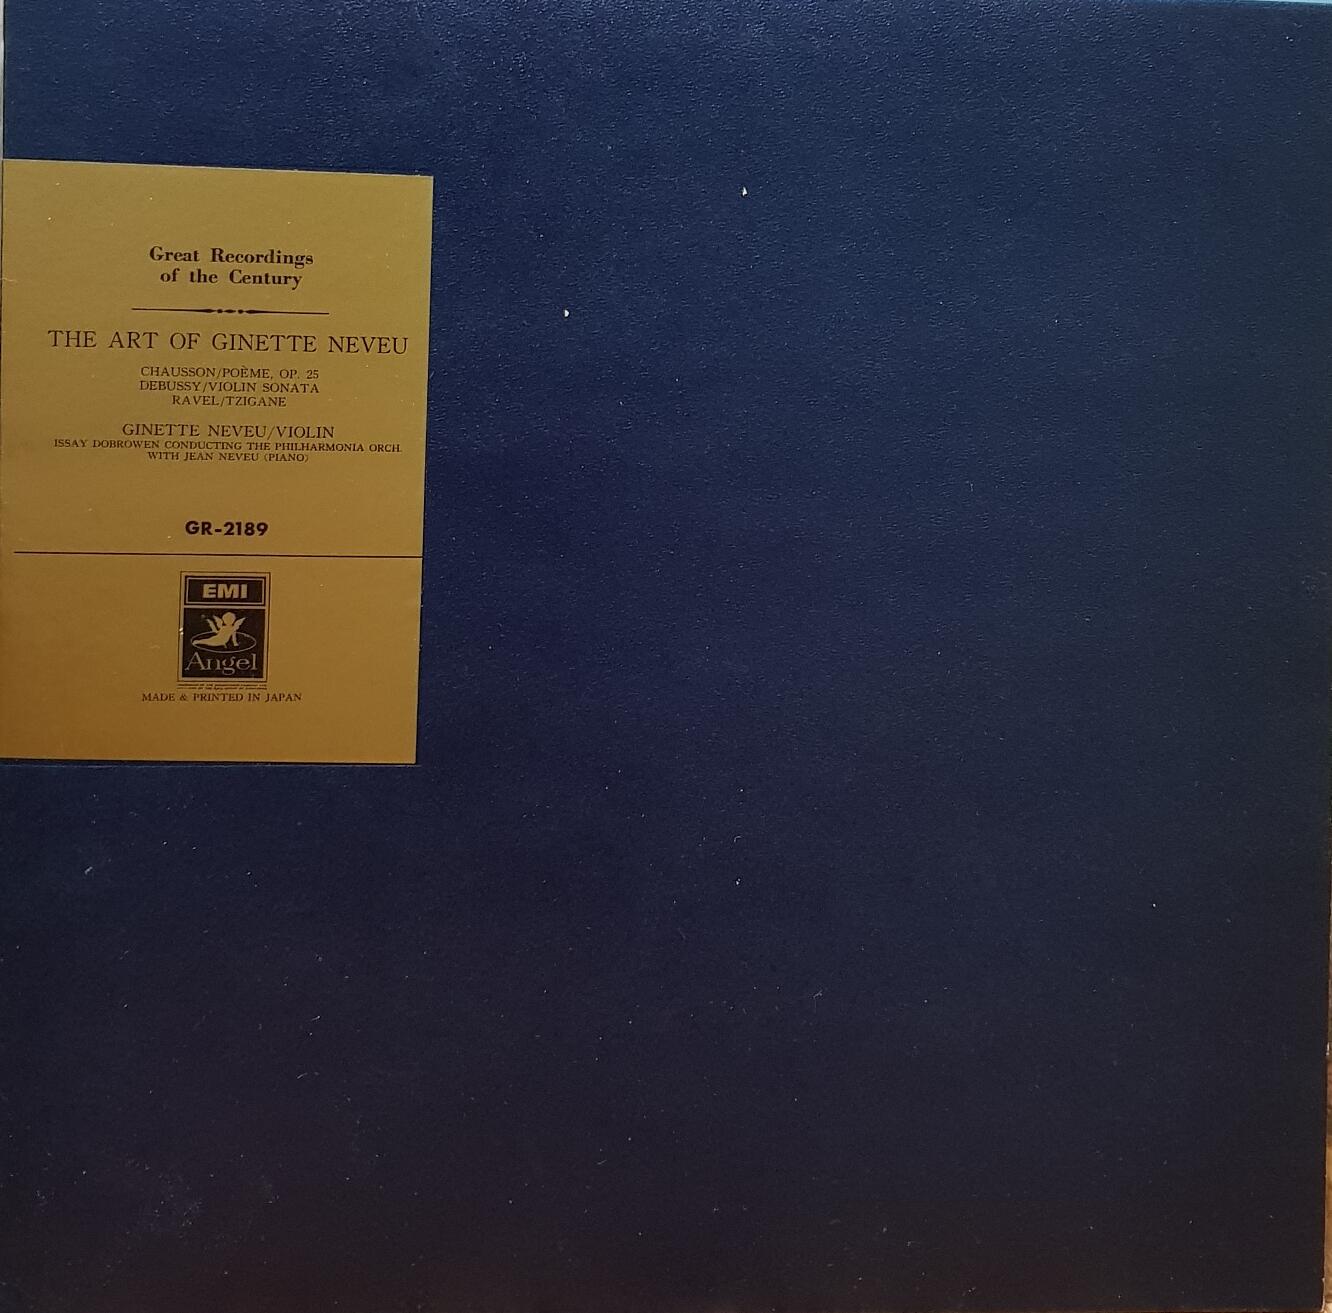 Great Recordings
of the Century
THE ART OF GINETTE NEVEU
CHAUSSON/POÈME, OP. 25
DEBUSSY/VIOLIN SONATA
RAVEL/TZIGANE
GINETTE NEVEU/VIOLIN
ISSAY DOBROWEN CONDUCTING THE PHILHARMONIA ORCH.
WITH JEAN NEVEU (PIANO)
GR-2189
EMI
Angel
MADE & PRINTED IN JAPAN